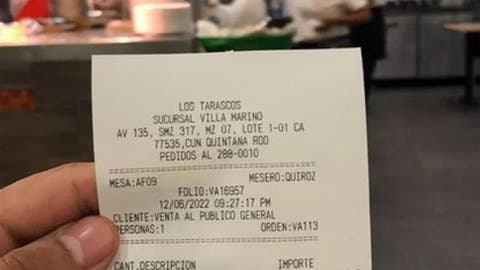 LOS TARASCOS
SUCURSAL VILLA MARINO
AV 135, SMZ 317, MZ 07, LOTE 1-01 CA
77535,CUN QUINTANA ROO
PEDIDOS AL 288-0010
MESA:AF09 MESERO:QUIROZ
FOLIO:VA16957
12/06/2022 09:27:17 PM
CLIENTE:VENTA AL PUBLICO GENERAL
PERSONAS:1 ORDEN:VA113
CANT.DESCRIPCION IMPORTE